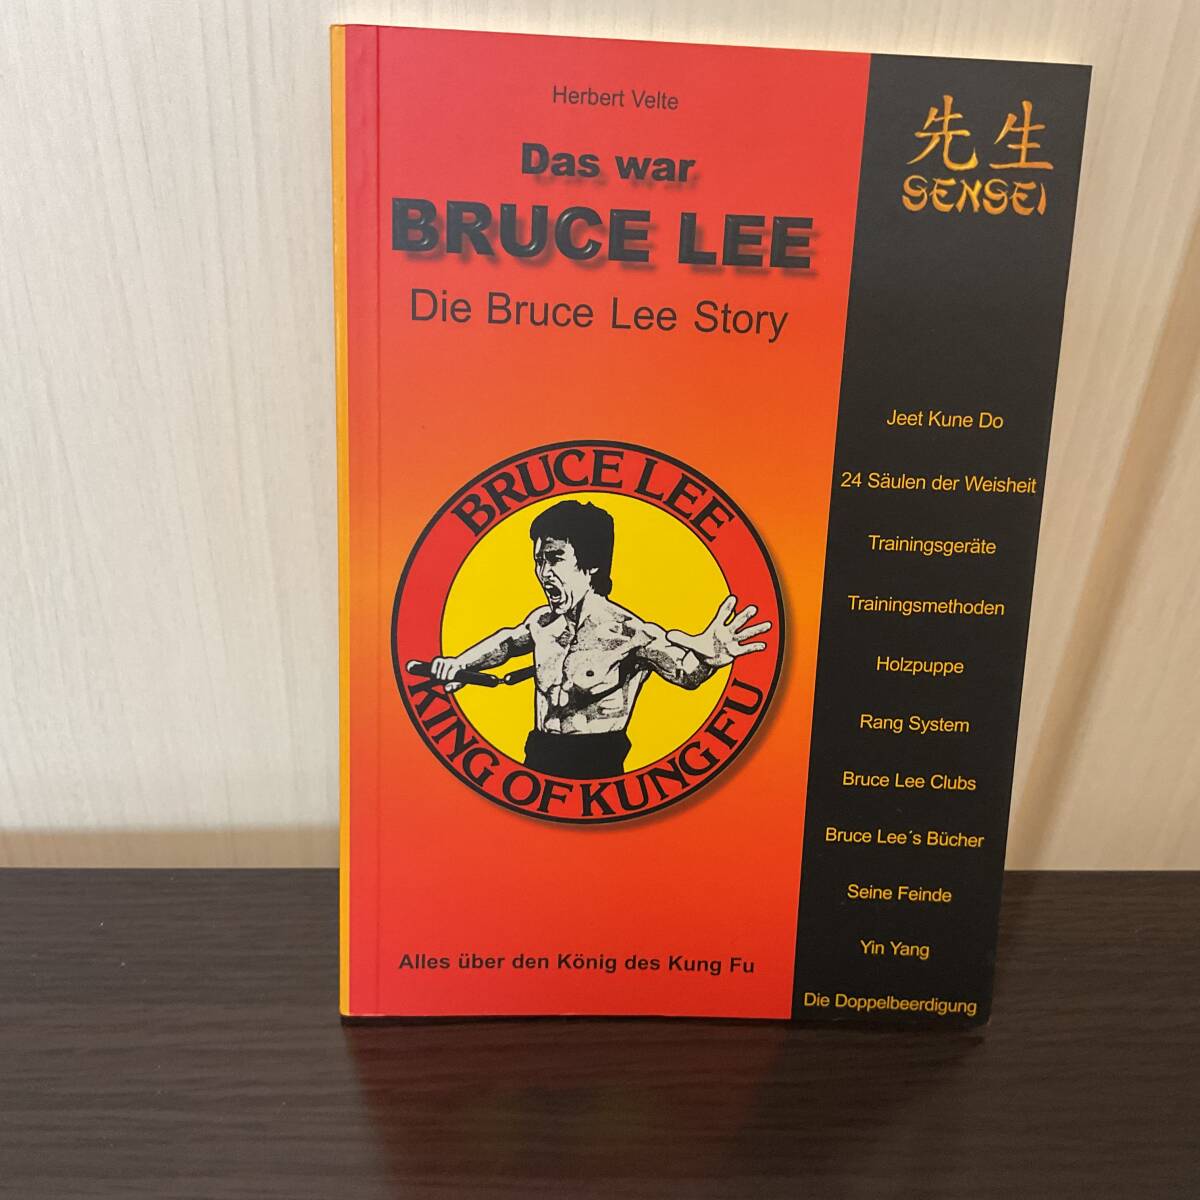 Herbert Velte
Das war
BRUCE LEE
Die Bruce Lee Story
BRUCE LEE
KING OF KUNG FU
Alles über den König des Kung Fu
先生
SENSEI
Jeet Kune Do
24 Säulen der Weisheit
Trainingsgeräte
Trainingsmethoden
Holzpuppe
Rang System
Bruce Lee Clubs
Bruce Lee´s Bücher
Seine Feinde
Yin Yang
Die Doppelbeerdigung